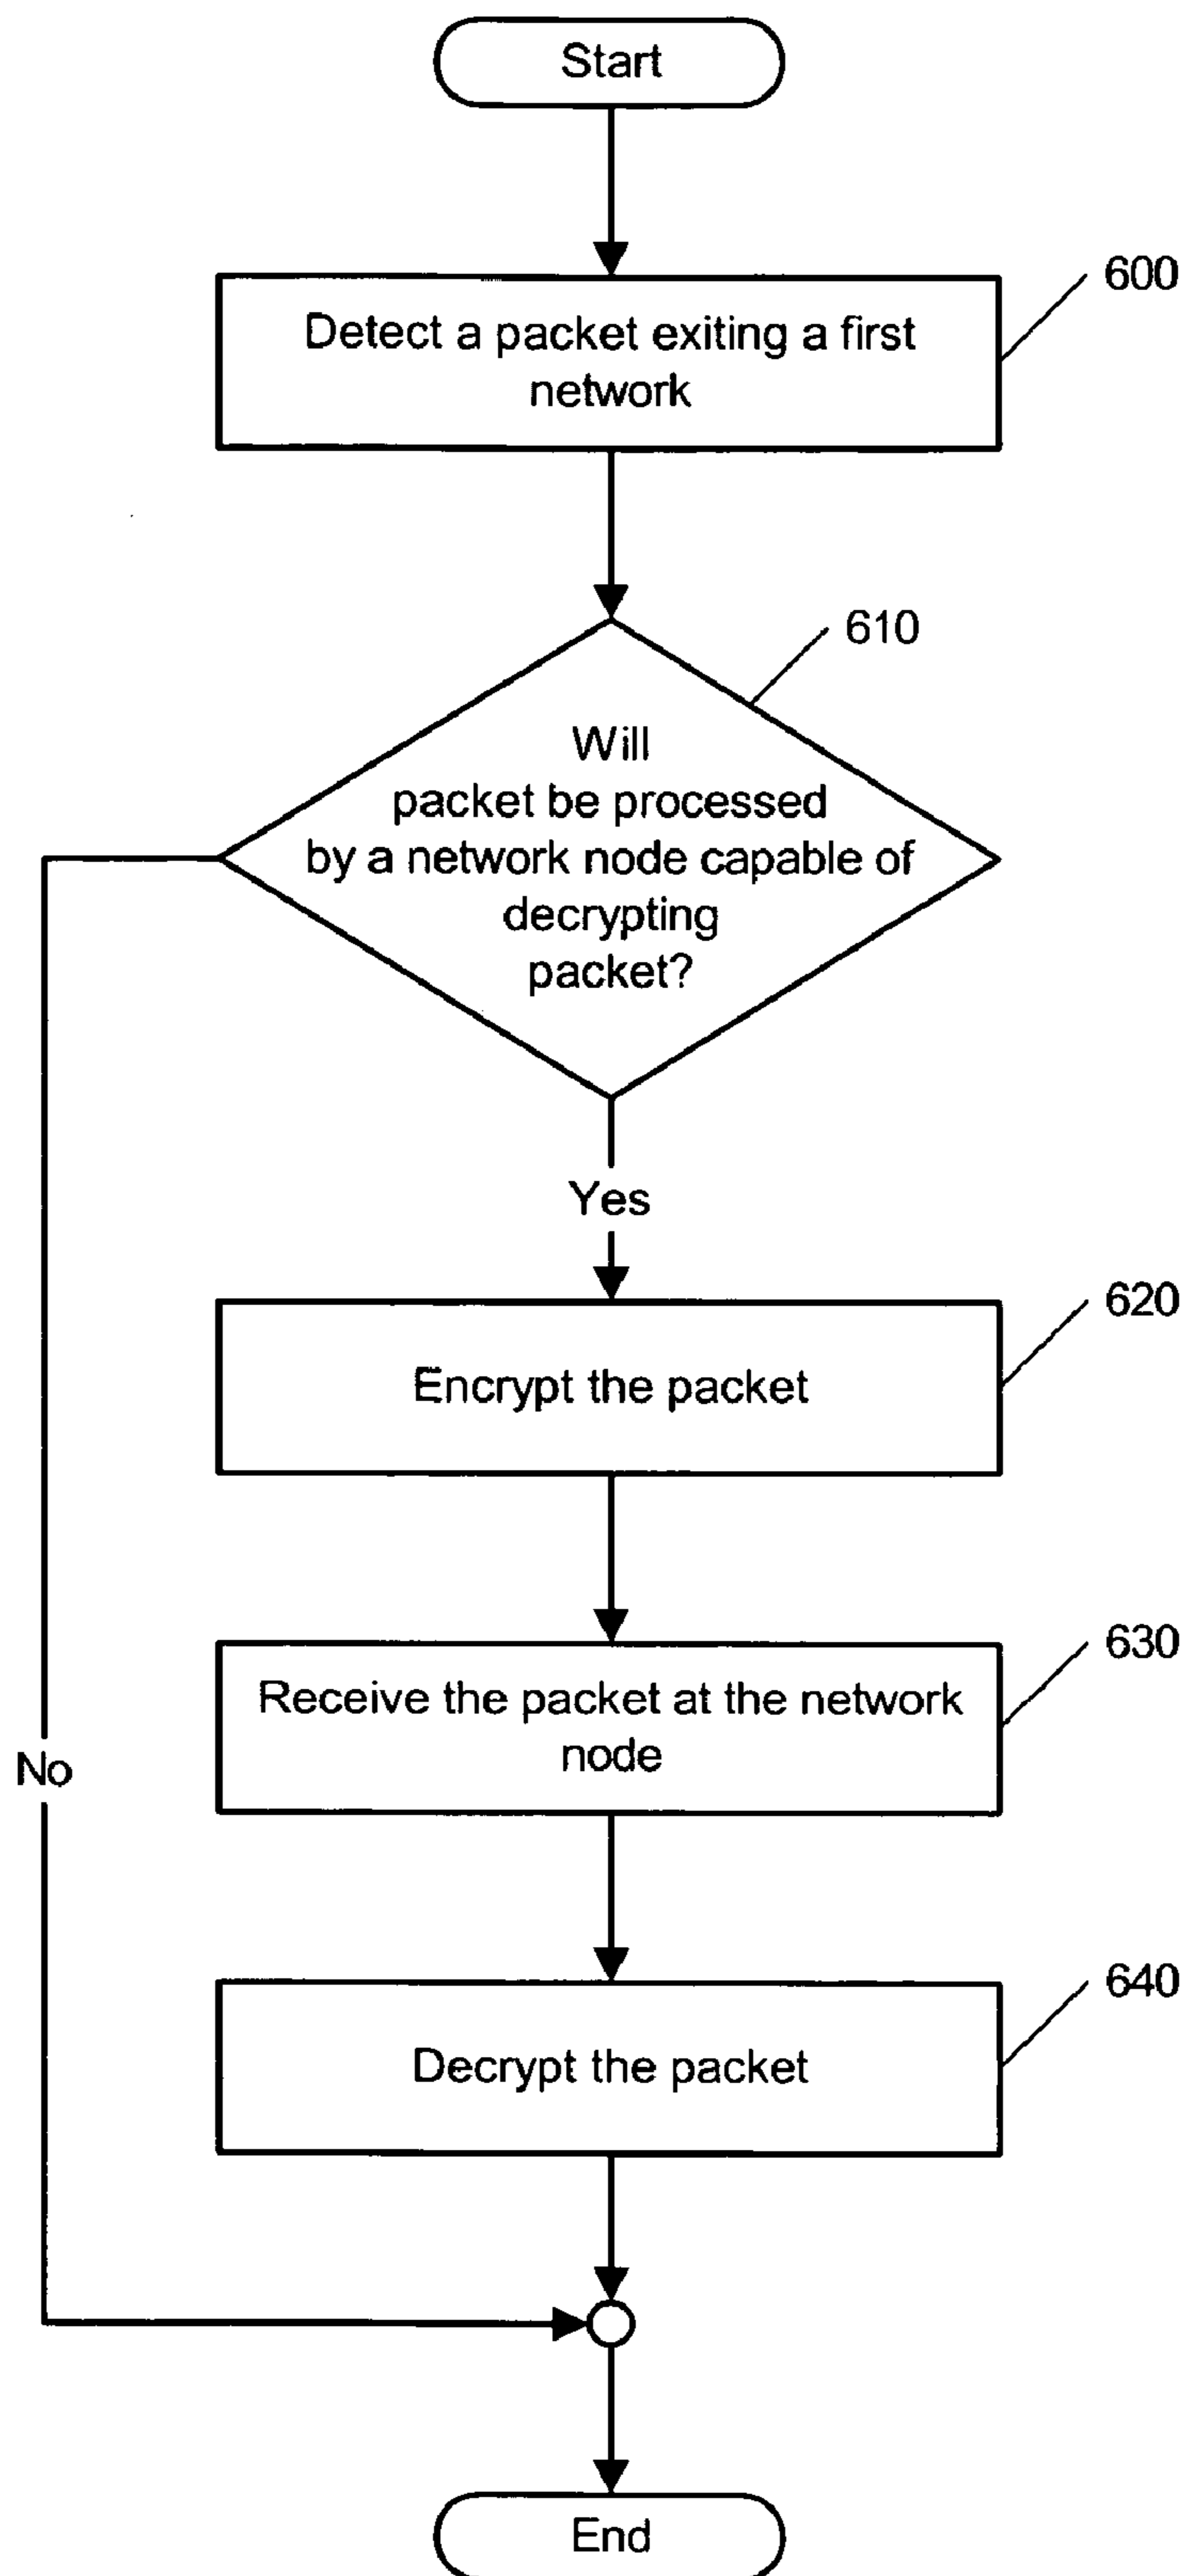 Start
600
Detect a packet exiting a first
network
610
Will
packet be processed
by a network node capable of
decrypting
packet?
Yes
620
Encrypt the packet
630
Receive the packet at the network
node
No
640
Decrypt the packet
End